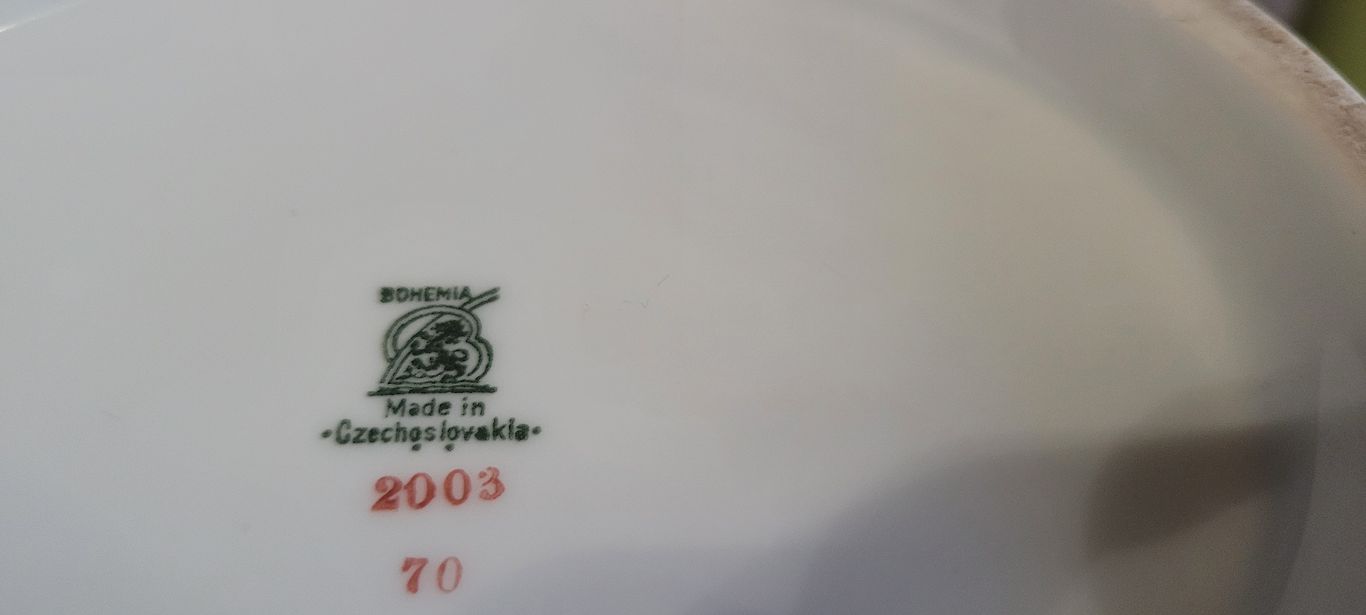 BOHEMIA
Made in
•Czechoslovakia•
2003
70